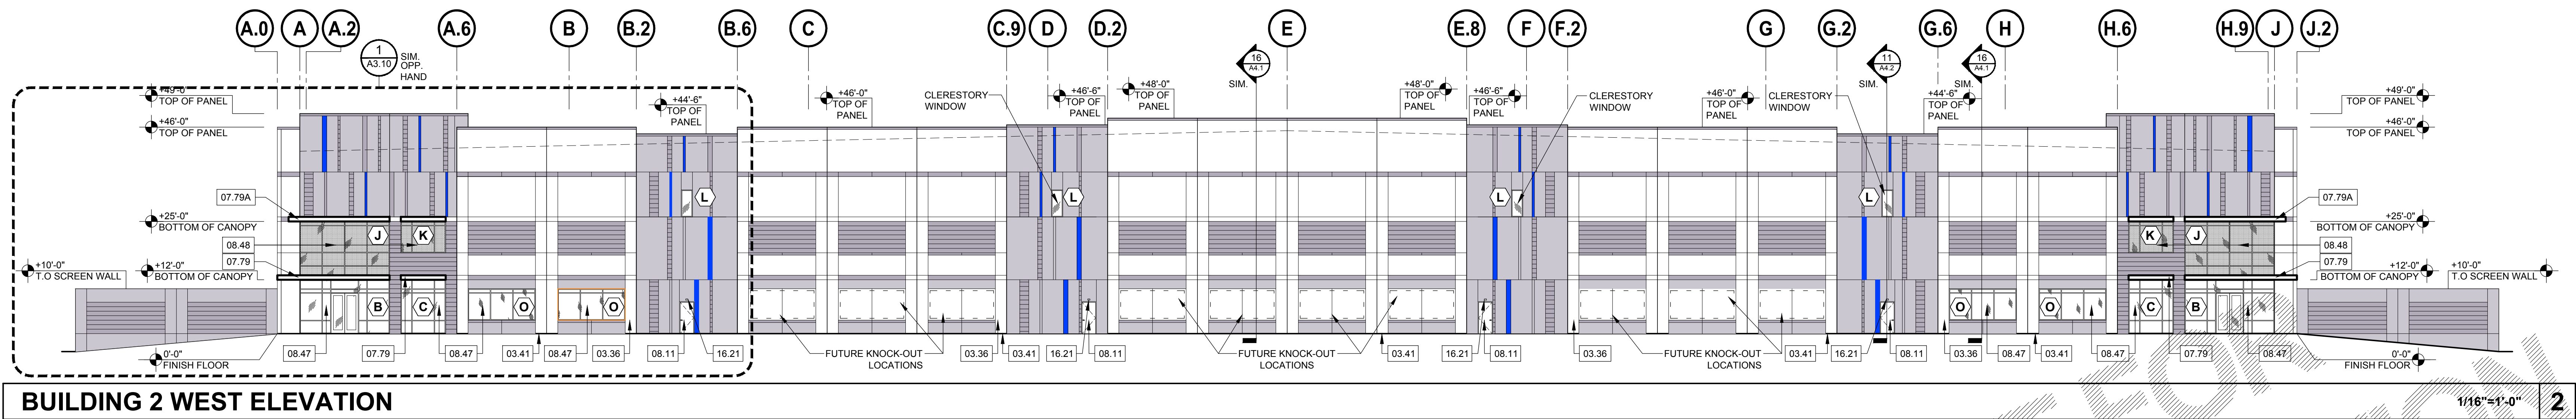 A.0 A A.2 A.6 B B.2 B.6 C C.9 D D.2 E E.8 F F.2 G G.2 G.6 H H.6 H.9 J J.2
1
A3.10
SIM.
OPP.
HAND
+49'-0"
TOP OF PANEL
+46'-0"
TOP OF PANEL
+44'-6"
TOP OF
PANEL
+46'-0"
TOP OF
PANEL
CLERESTORY
WINDOW
+46'-6"
TOP OF
PANEL
+48'-0"
TOP OF
PANEL
16
A4.1
SIM.
+48'-0"
TOP OF
PANEL
+46'-6"
TOP OF
PANEL
CLERESTORY
WINDOW
+46'-0"
TOP OF
PANEL
CLERESTORY
WINDOW
11
A4.2
SIM.
+44'-6"
TOP OF
PANEL
16
A4.1
SIM.
+49'-0"
TOP OF PANEL
+46'-0"
TOP OF PANEL
07.79A
+25'-0"
BOTTOM OF CANOPY
08.48
07.79
+12'-0"
BOTTOM OF CANOPY
+10'-0"
T.O SCREEN WALL
J K L L L L K J
B C O O O O C B
07.79A
+25'-0"
BOTTOM OF CANOPY
08.48
07.79
+12'-0"
BOTTOM OF CANOPY
+10'-0"
T.O SCREEN WALL
0'-0"
FINISH FLOOR
08.47 07.79 08.47 03.41 08.47 03.36 08.11 16.21
FUTURE KNOCK-OUT
LOCATIONS
03.36 03.41 16.21 08.11
FUTURE KNOCK-OUT
LOCATIONS
03.41 16.21 08.11 03.36
FUTURE KNOCK-OUT
LOCATIONS
03.41 16.21 08.11 03.36 08.47 03.41 08.47 07.79 08.47
0'-0"
FINISH FLOOR
BUILDING 2 WEST ELEVATION
1/16"=1'-0"
2